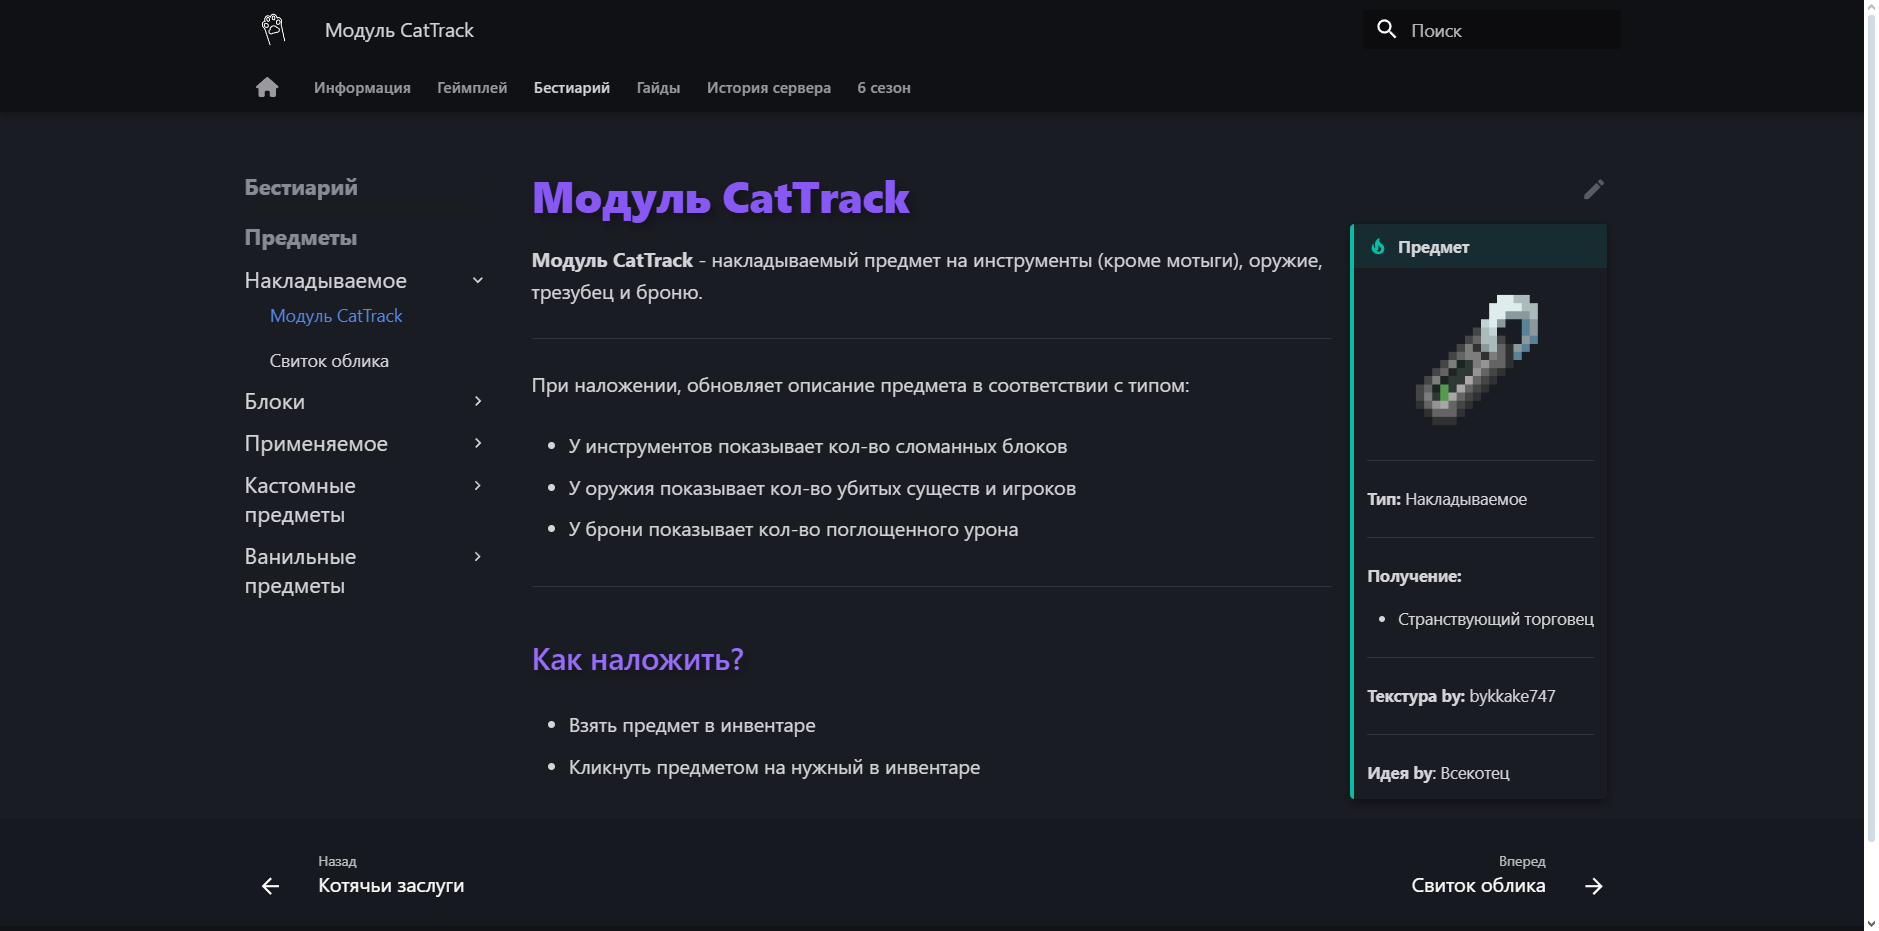 Модуль CatTrack
Поиск
Информация
Геймплей
Бестиарий
Гайды
История сервера
6 сезон
Бестиарий
Предметы
Накладываемое
Модуль CatTrack
Свиток облика
Блоки
Применяемое
Кастомные
предметы
Ванильные
предметы
Модуль CatTrack
Модуль CatTrack - накладываемый предмет на инструменты (кроме мотыги), оружие,
трезубец и броню.
При наложении, обновляет описание предмета в соответствии с типом:
У инструментов показывает кол-во сломанных блоков
У оружия показывает кол-во убитых существ и игроков
У брони показывает кол-во поглощенного урона
Как наложить?
Взять предмет в инвентаре
Кликнуть предметом на нужный в инвентаре
Предмет
Тип: Накладываемое
Получение:
Странствующий торговец
Текстура by: bykkake747
Идея by: Всекотец
Назад
Котячьи заслуги
Вперед
Свиток облика